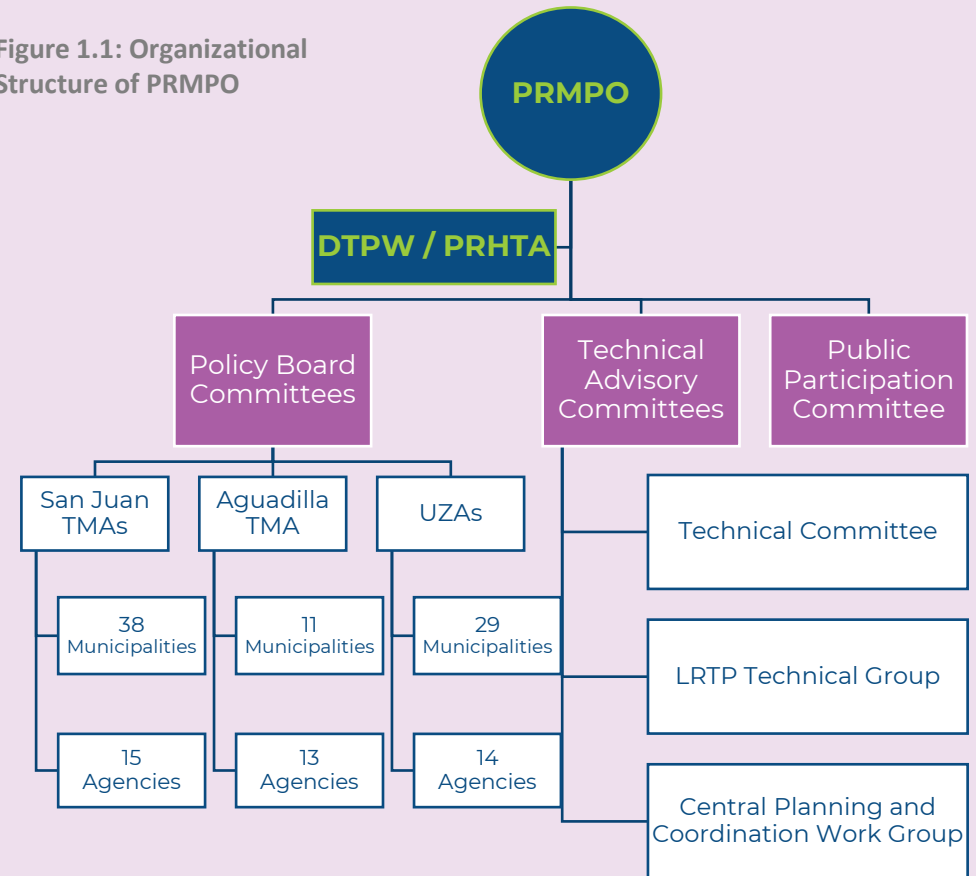 Figure 1.1: Organizational
Structure of PRMPO
PRMPO
DTPW / PRHTA
Policy Board
Committees
Technical
Advisory
Committees
Public
Participation
Committee
San Juan
TMAs
Aguadilla
TMA
UZAs
38
Municipalities
11
Municipalities
29
Municipalities
15
Agencies
13
Agencies
14
Agencies
Technical Committee
LRTP Technical Group
Central Planning and
Coordination Work Group